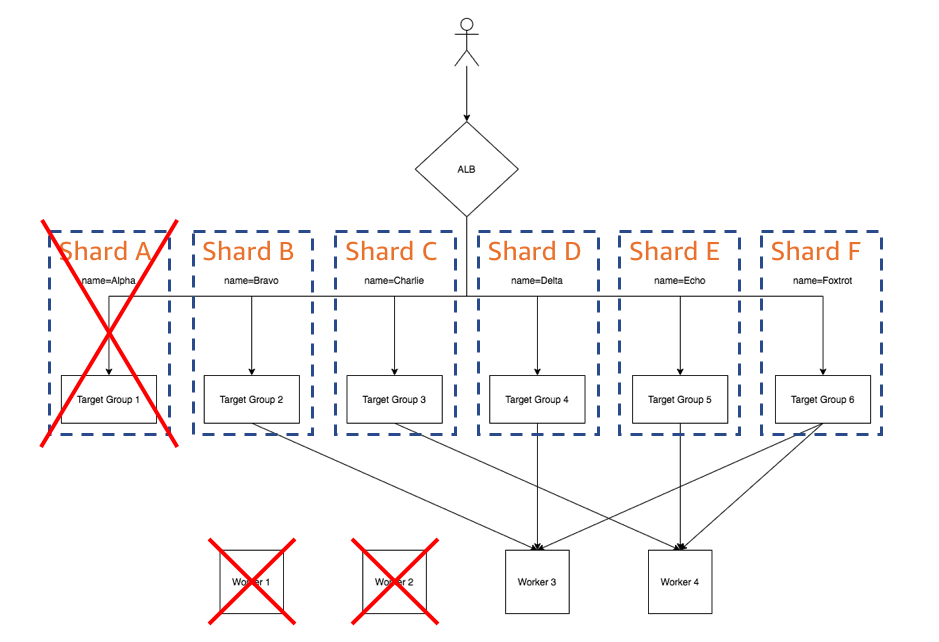 ALB
Shard A
Shard B
Shard C
Shard D
Shard E
Shard F
name=Alpha
name=Bravo
name=Charlie
name=Delta
name=Echo
name=Foxtrot
Target Group 1
Target Group 2
Target Group 3
Target Group 4
Target Group 5
Target Group 6
Worker 1
Worker 2
Worker 3
Worker 4